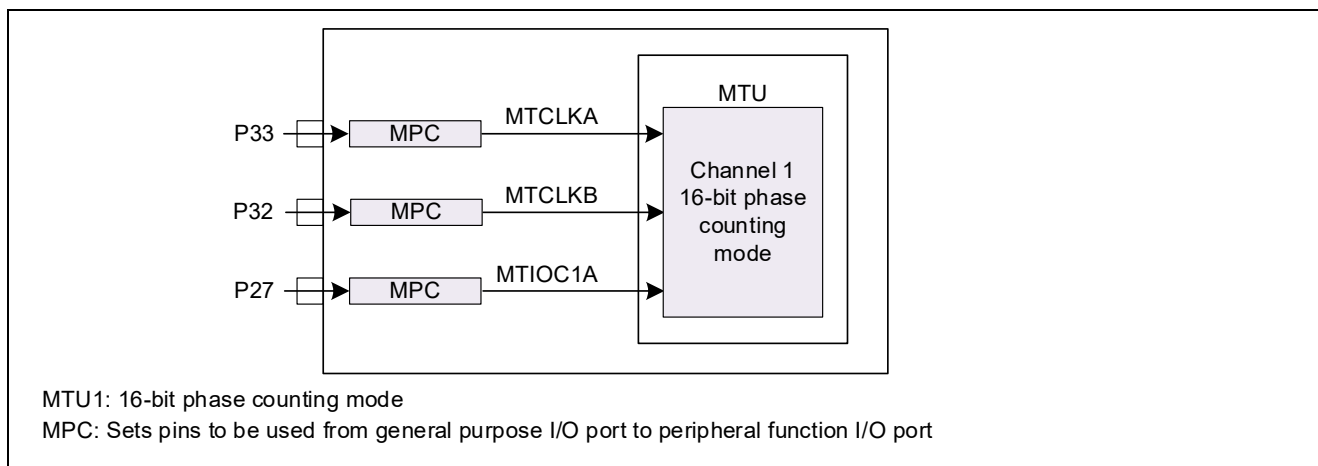 MTU
P33
MPC
MTCLKA
P32
MPC
MTCLKB
P27
MPC
MTIOC1A
Channel 1
16-bit phase
counting
mode
MTU1: 16-bit phase counting mode
MPC: Sets pins to be used from general purpose I/O port to peripheral function I/O port